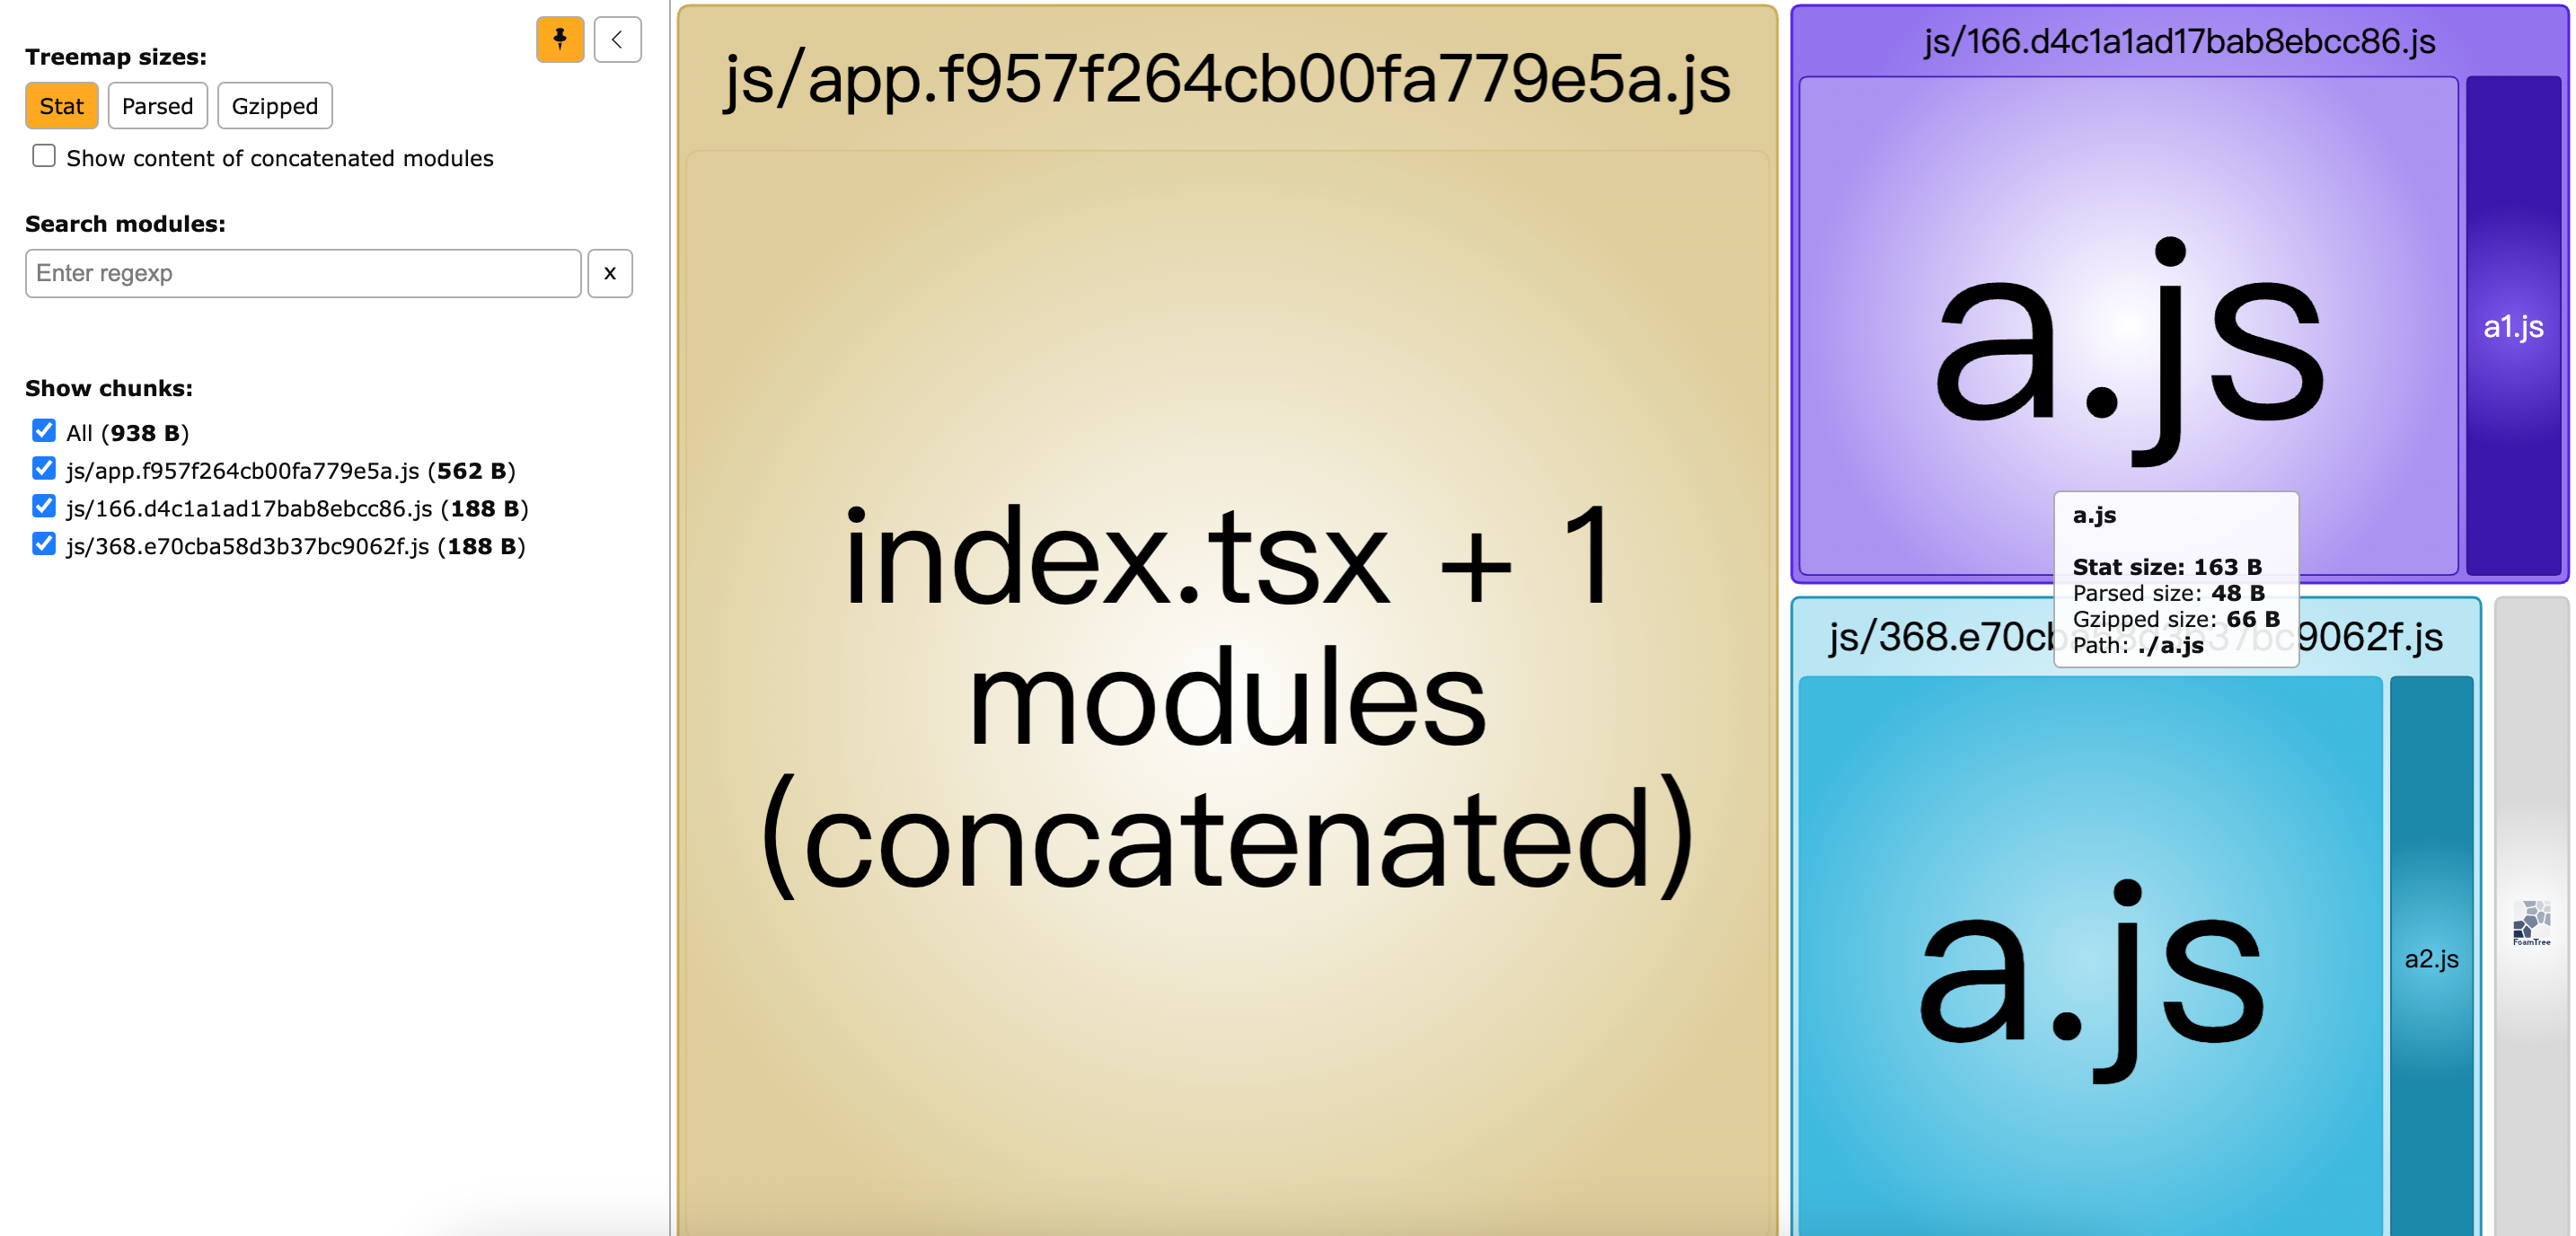 Treemap sizes:
Stat
Parsed
Gzipped
Show content of concatenated modules
Search modules:
Enter regexp
x
Show chunks:
All (938 B)
js/app.f957f264cb00fa779e5a.js (562 B)
js/166.d4c1a1ad17bab8ebcc86.js (188 B)
js/368.e70cba58d3b37bc9062f.js (188 B)
js/app.f957f264cb00fa779e5a.js
index.tsx + 1
modules
(concatenated)
js/166.d4c1a1ad17bab8ebcc86.js
a.js
a1.js
a.js
Stat size: 163 B
Parsed size: 48 B
Gzipped size: 66 B
Path: ./a.js
js/368.e70cba58d3b37bc9062f.js
a.js
a2.js
FoamTree